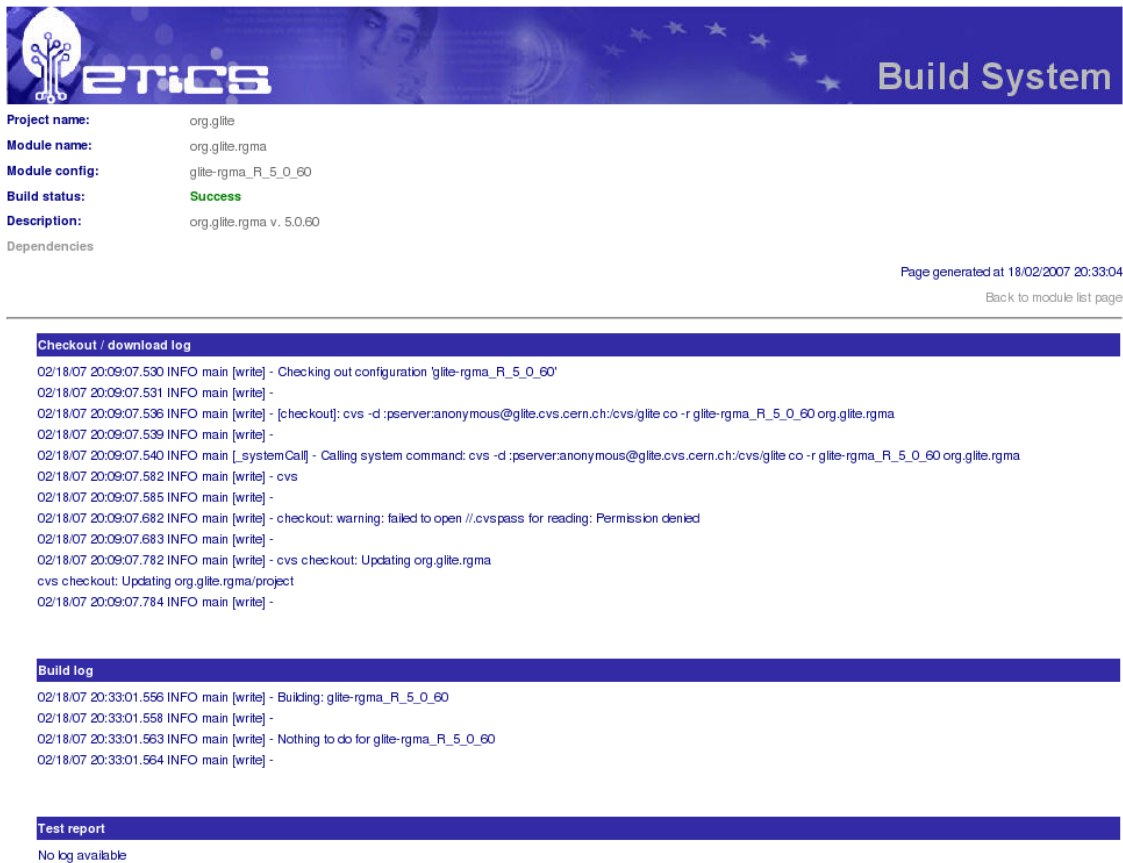 eTICS
Build System
Project name: org.glite
Module name: org.glite.rgma
Module config: glite-rgma_R_5_0_60
Build status: Success
Description: org.glite.rgma v. 5.0.60
Dependencies
Page generated at 18/02/2007 20:33:04
Back to module list page
Checkout / download log
02/18/07 20:09:07.530 INFO main [write] - Checking out configuration 'glite-rgma_R_5_0_60'
02/18/07 20:09:07.531 INFO main [write] -
02/18/07 20:09:07.536 INFO main [write] - [checkout]: cvs -d :pserver:anonymous@glite.cvs.cern.ch:/cvs/glite co -r glite-rgma_R_5_0_60 org.glite.rgma
02/18/07 20:09:07.539 INFO main [write] -
02/18/07 20:09:07.540 INFO main [_systemCall] - Calling system command: cvs -d :pserver:anonymous@glite.cvs.cern.ch:/cvs/glite co -r glite-rgma_R_5_0_60 org.glite.rgma
02/18/07 20:09:07.582 INFO main [write] - cvs
02/18/07 20:09:07.585 INFO main [write] -
02/18/07 20:09:07.682 INFO main [write] - checkout: warning: failed to open //.cvspass for reading: Permission denied
02/18/07 20:09:07.683 INFO main [write] -
02/18/07 20:09:07.782 INFO main [write] - cvs checkout: Updating org.glite.rgma
cvs checkout: Updating org.glite.rgma/project
02/18/07 20:09:07.784 INFO main [write] -
Build log
02/18/07 20:33:01.556 INFO main [write] - Building: glite-rgma_R_5_0_60
02/18/07 20:33:01.558 INFO main [write] -
02/18/07 20:33:01.563 INFO main [write] - Nothing to do for glite-rgma_R_5_0_60
02/18/07 20:33:01.564 INFO main [write] -
Test report
No log available